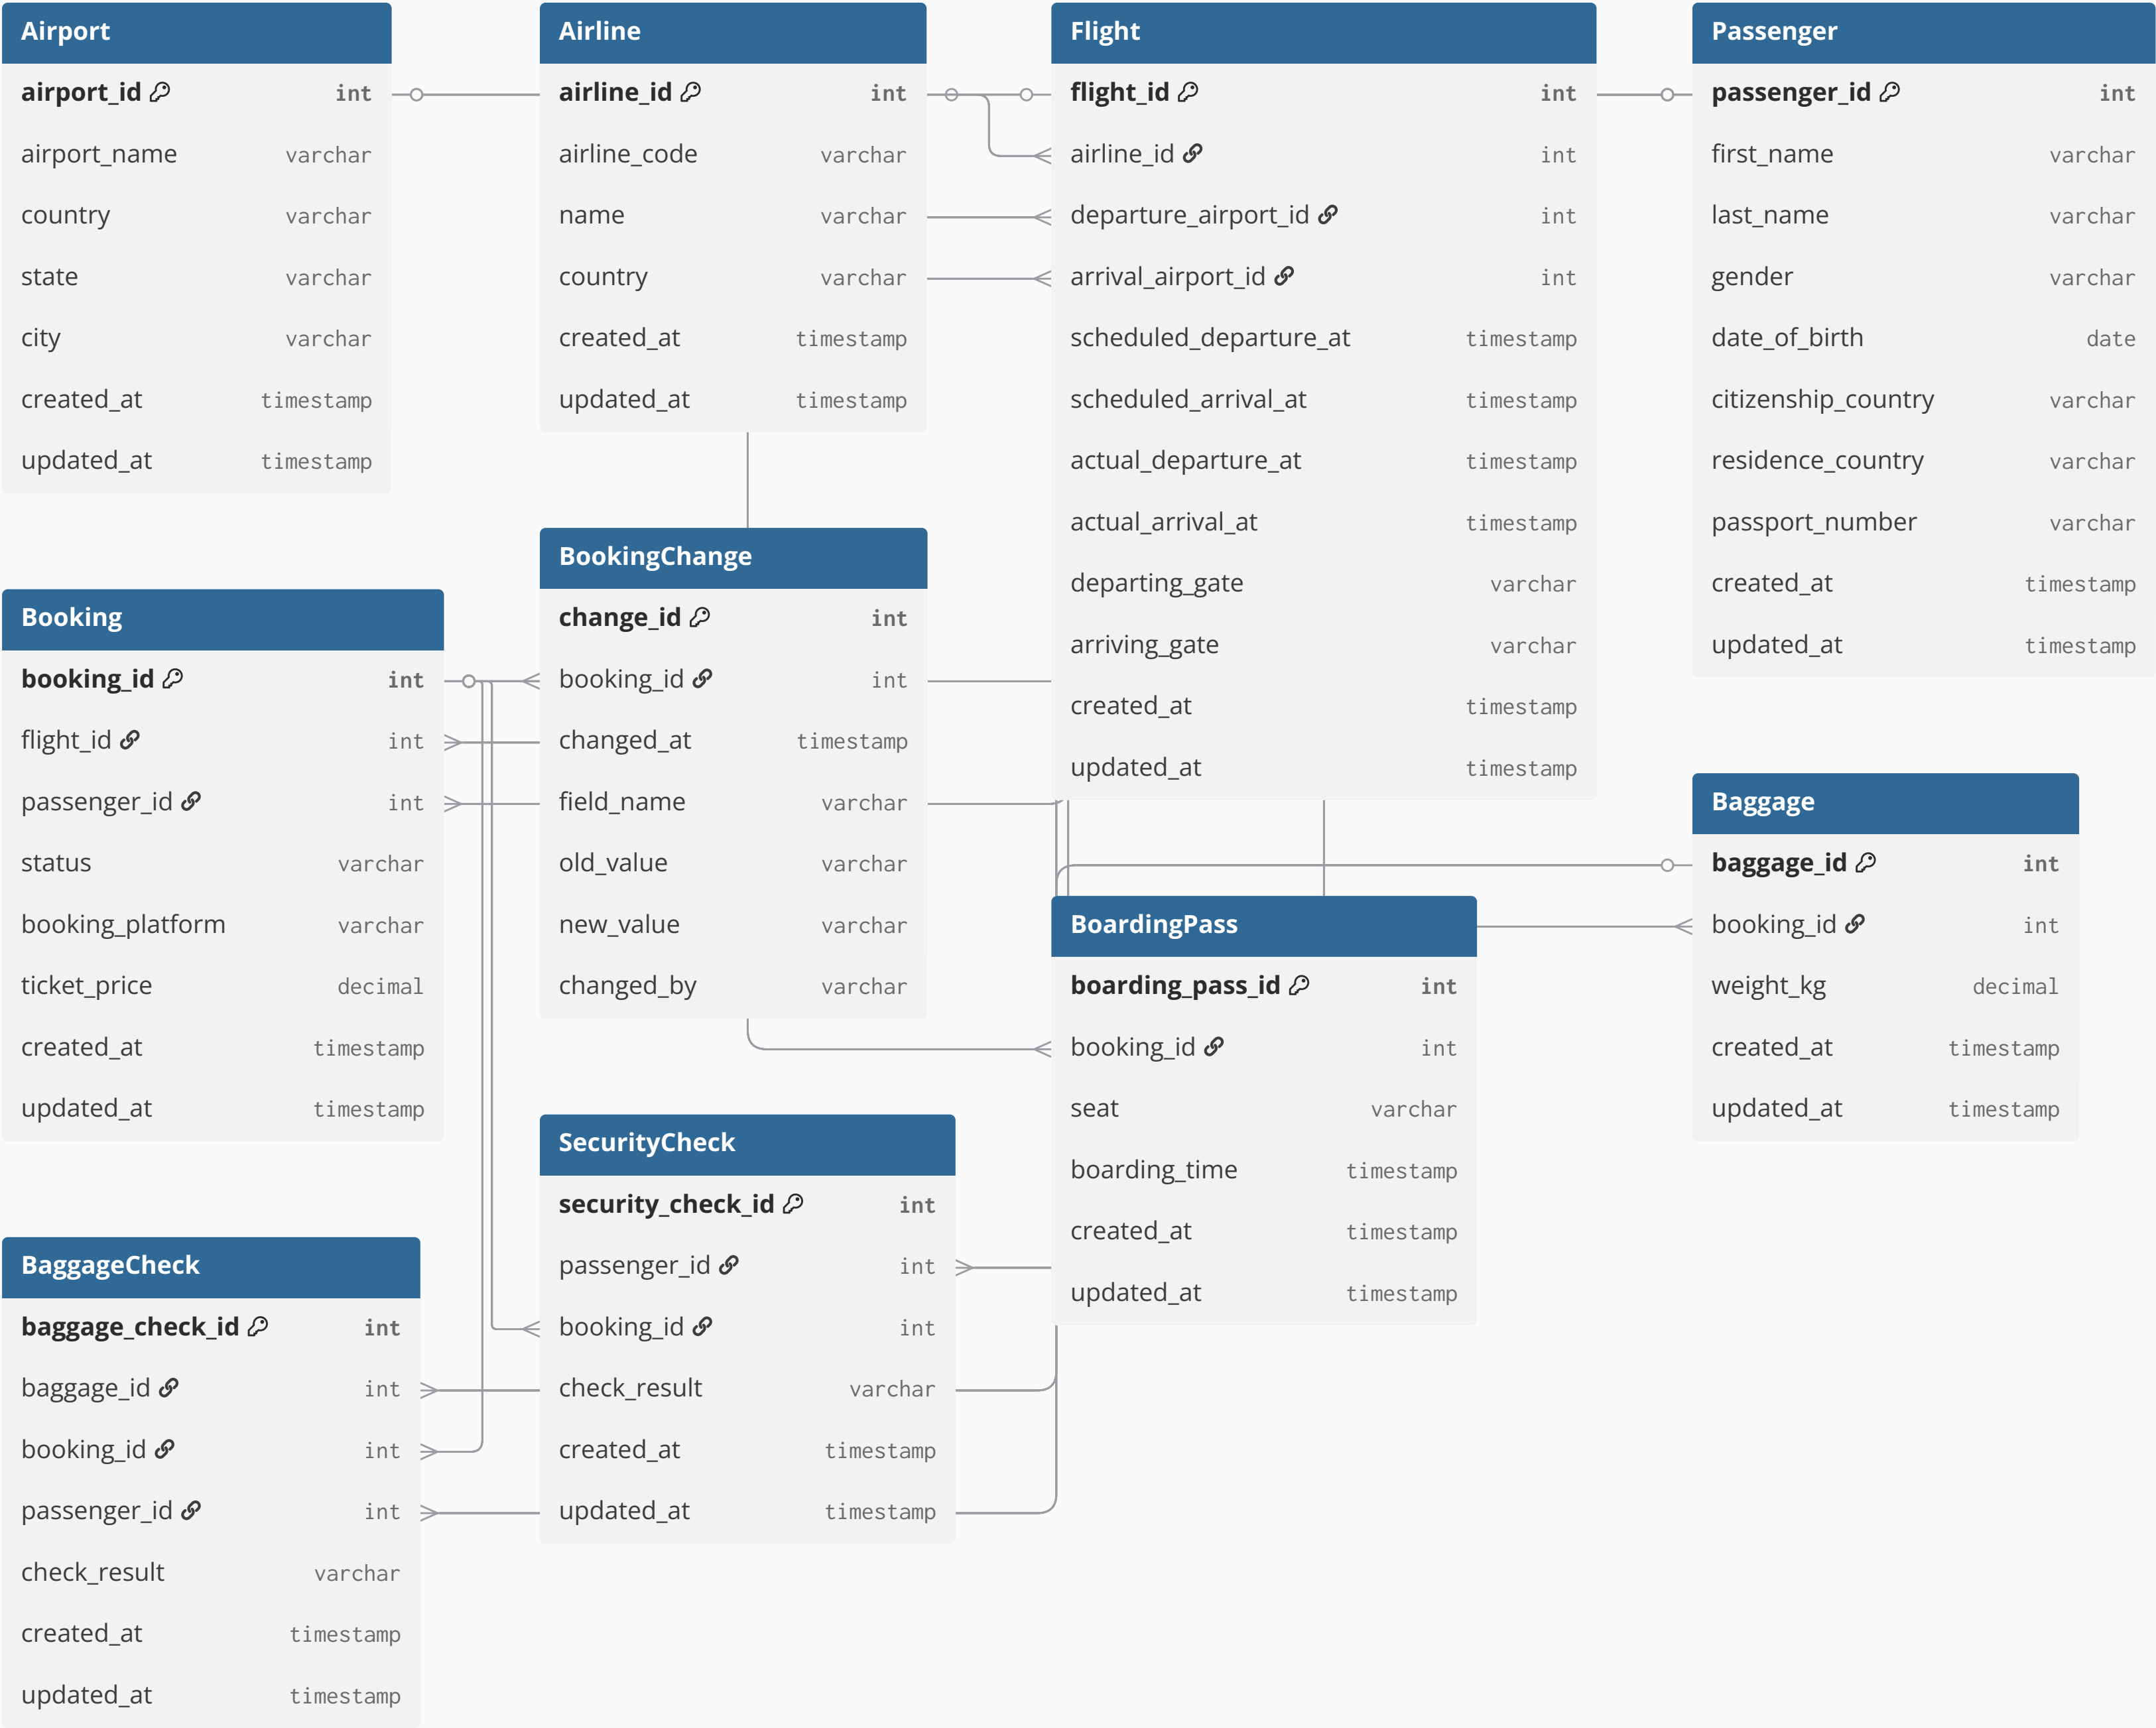 Airport
airport_id int
airport_name varchar
country varchar
state varchar
city varchar
created_at timestamp
updated_at timestamp
Airline
airline_id int
airline_code varchar
name varchar
country varchar
created_at timestamp
updated_at timestamp
Flight
flight_id int
airline_id int
departure_airport_id int
arrival_airport_id int
scheduled_departure_at timestamp
scheduled_arrival_at timestamp
actual_departure_at timestamp
actual_arrival_at timestamp
departing_gate varchar
arriving_gate varchar
created_at timestamp
updated_at timestamp
Passenger
passenger_id int
first_name varchar
last_name varchar
gender varchar
date_of_birth date
citizenship_country varchar
residence_country varchar
passport_number varchar
created_at timestamp
updated_at timestamp
Booking
booking_id int
flight_id int
passenger_id int
status varchar
booking_platform varchar
ticket_price decimal
created_at timestamp
updated_at timestamp
BookingChange
change_id int
booking_id int
changed_at timestamp
field_name varchar
old_value varchar
new_value varchar
changed_by varchar
BoardingPass
boarding_pass_id int
booking_id int
seat varchar
boarding_time timestamp
created_at timestamp
updated_at timestamp
Baggage
baggage_id int
booking_id int
weight_kg decimal
created_at timestamp
updated_at timestamp
BaggageCheck
baggage_check_id int
baggage_id int
booking_id int
passenger_id int
check_result varchar
created_at timestamp
updated_at timestamp
SecurityCheck
security_check_id int
passenger_id int
booking_id int
check_result varchar
created_at timestamp
updated_at timestamp